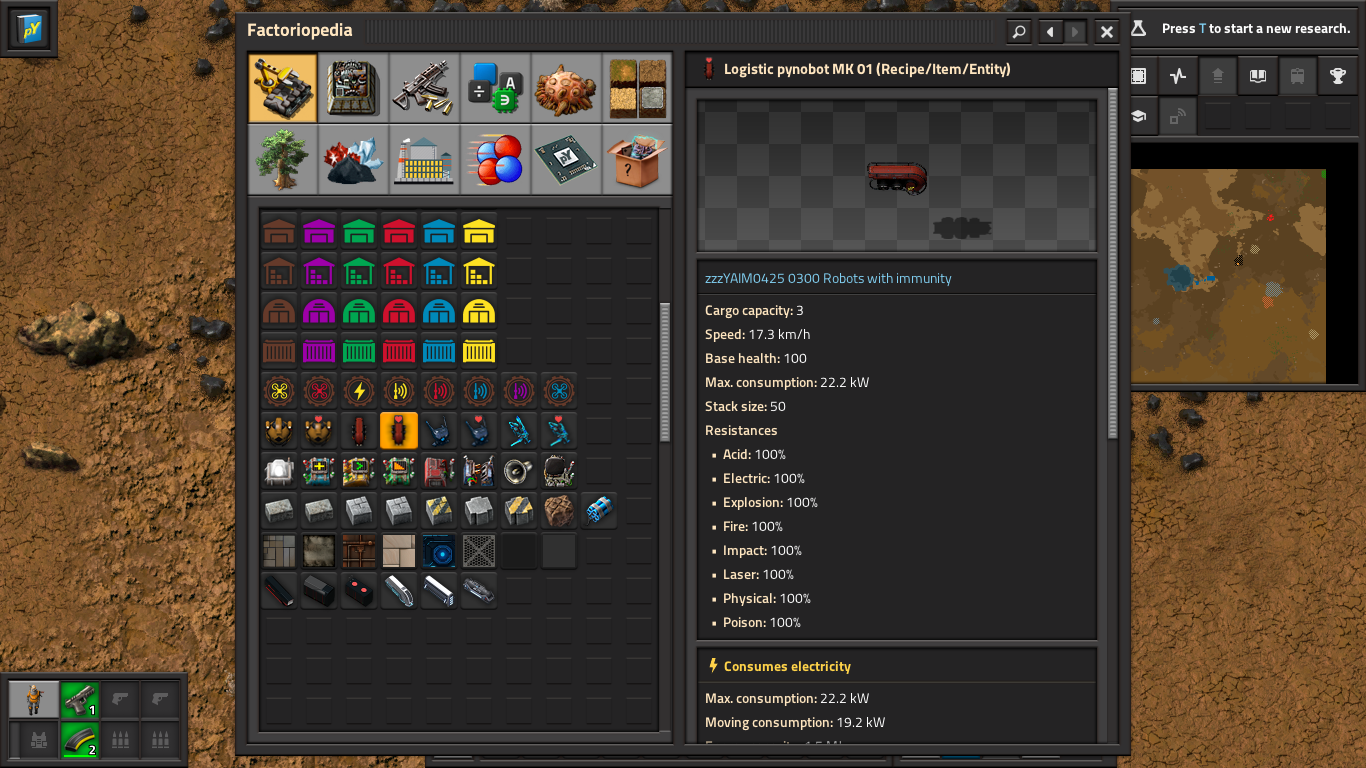 pY
Factoriopedia
Press T to start a new research.
A
Э
÷
pY
?
Logistic pynobot MK 01 (Recipe/Item/Entity)
zzzYAIM0425 0300 Robots with immunity
Cargo capacity: 3
Speed: 17.3 km/h
Base health: 100
Max. consumption: 22.2 kW
Stack size: 50
Resistances
▪ Acid: 100%
▪ Electric: 100%
▪ Explosion: 100%
▪ Fire: 100%
▪ Impact: 100%
▪ Laser: 100%
▪ Physical: 100%
▪ Poison: 100%
Consumes electricity
Max. consumption: 22.2 kW
Moving consumption: 19.2 kW
1
2